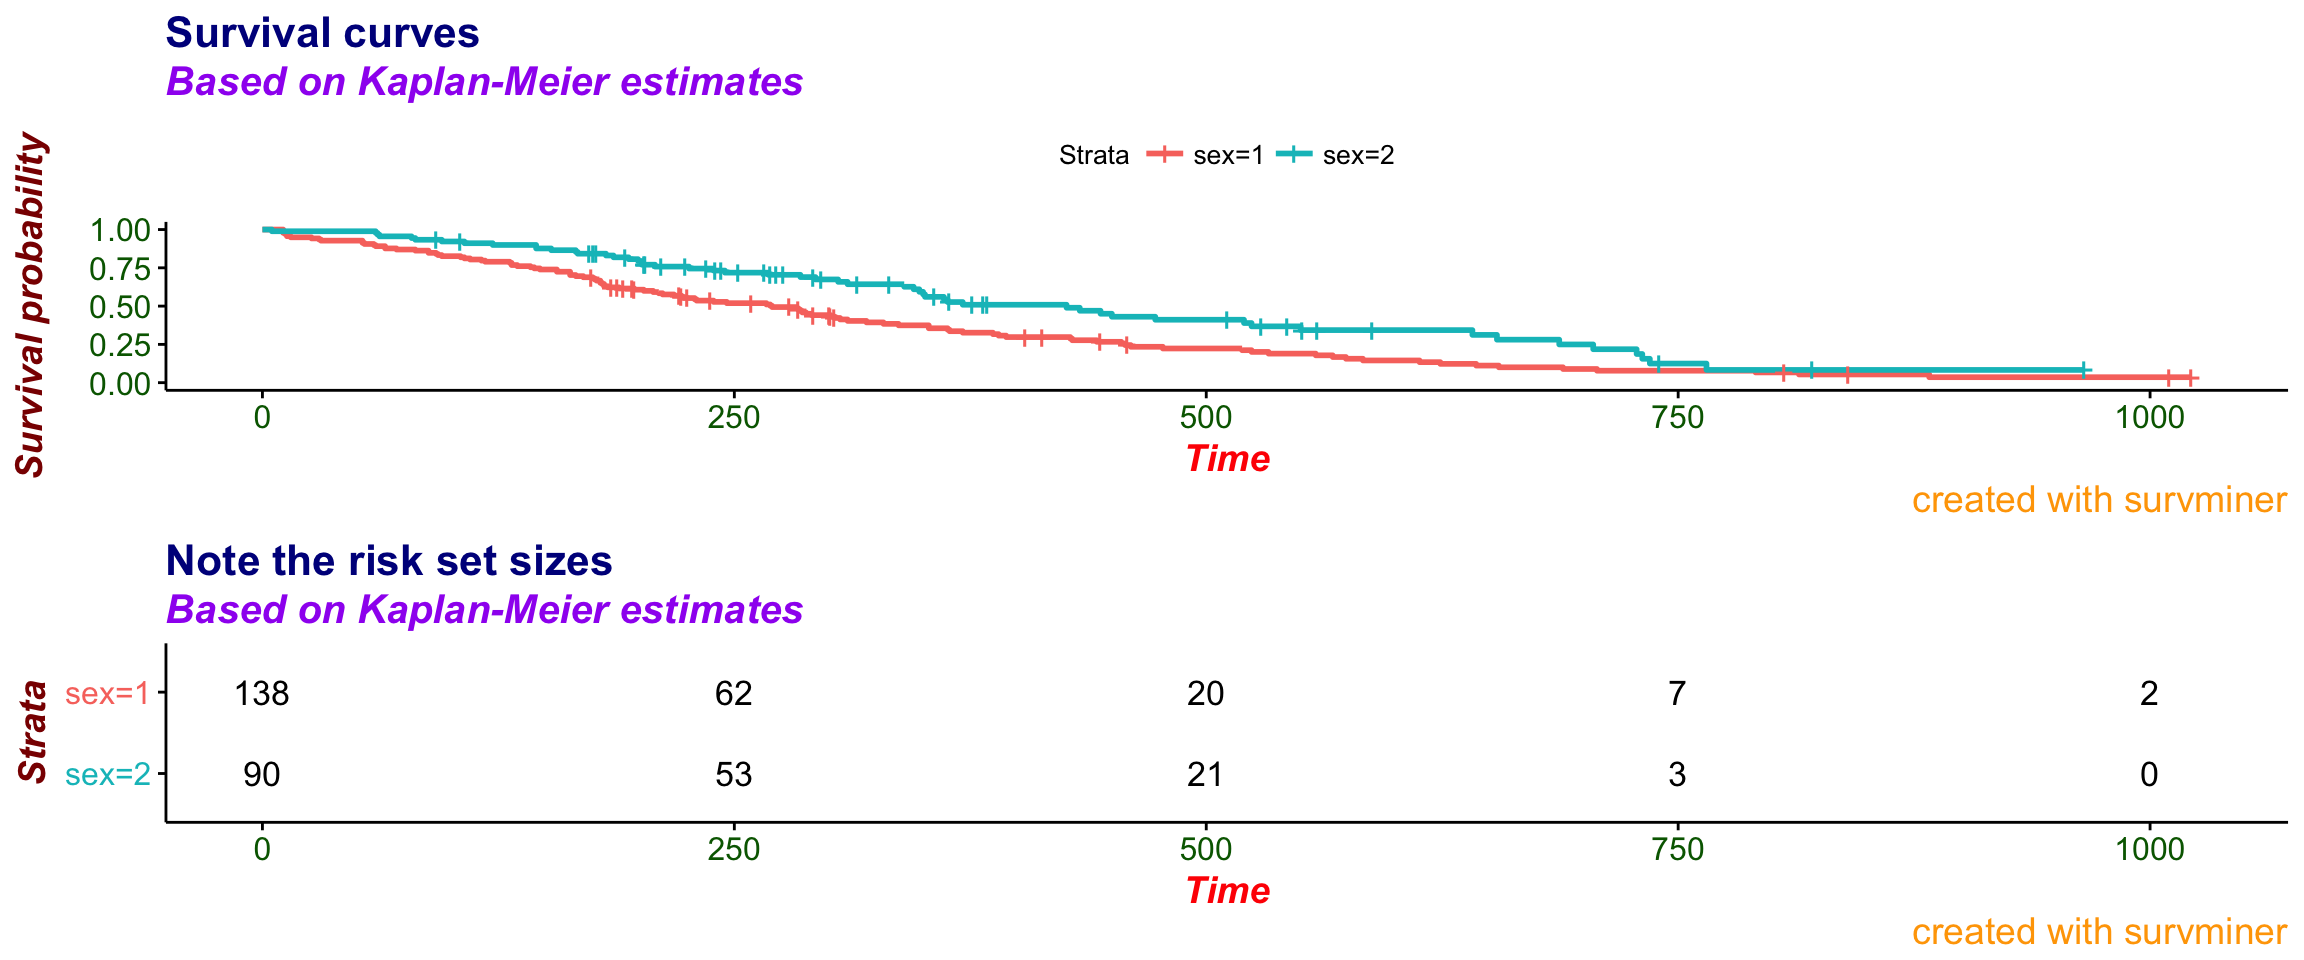 Survival curves
Based on Kaplan-Meier estimates
Strata sex=1 sex=2
Survival probability
1.00
0.75
0.50
0.25
0.00
0 250 500 750 1000
Time
created with survminer
Note the risk set sizes
Based on Kaplan-Meier estimates
Strata
sex=1 138 62 20 7 2
sex=2 90 53 21 3 0
0 250 500 750 1000
Time
created with survminer